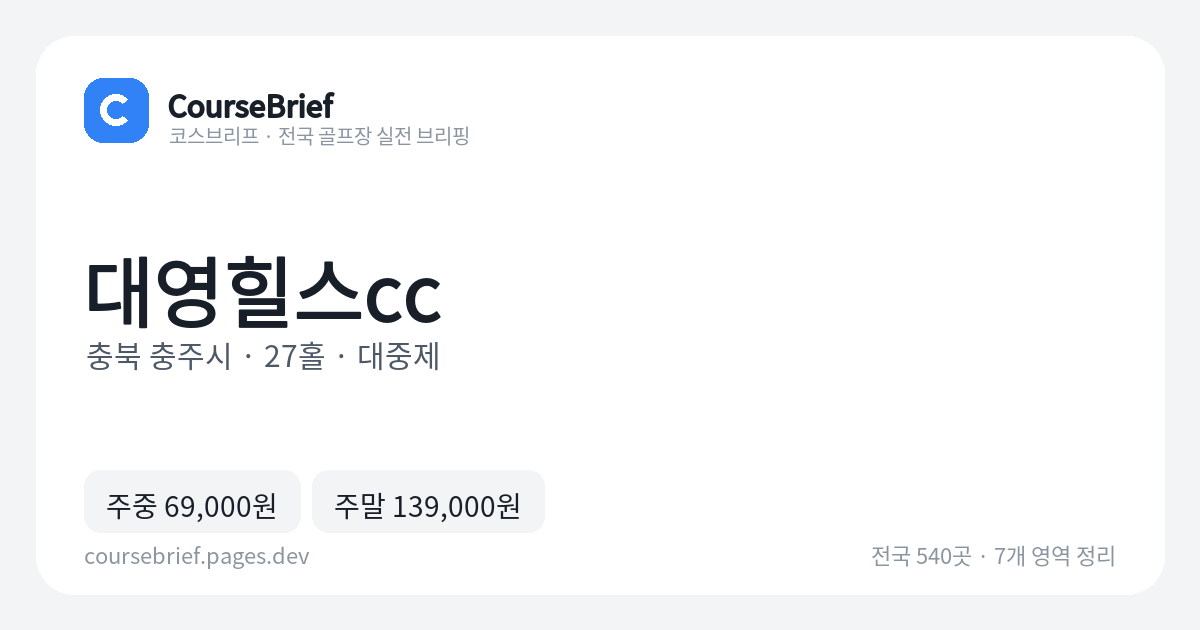 CourseBrief
코스브리프 · 전국 골프장 실전 브리핑
대영힐스cc
충북 충주시 · 27홀 · 대중제
주중 69,000원 주말 139,000원
coursebrief.pages.dev 전국 540곳 · 7개 영역 정리